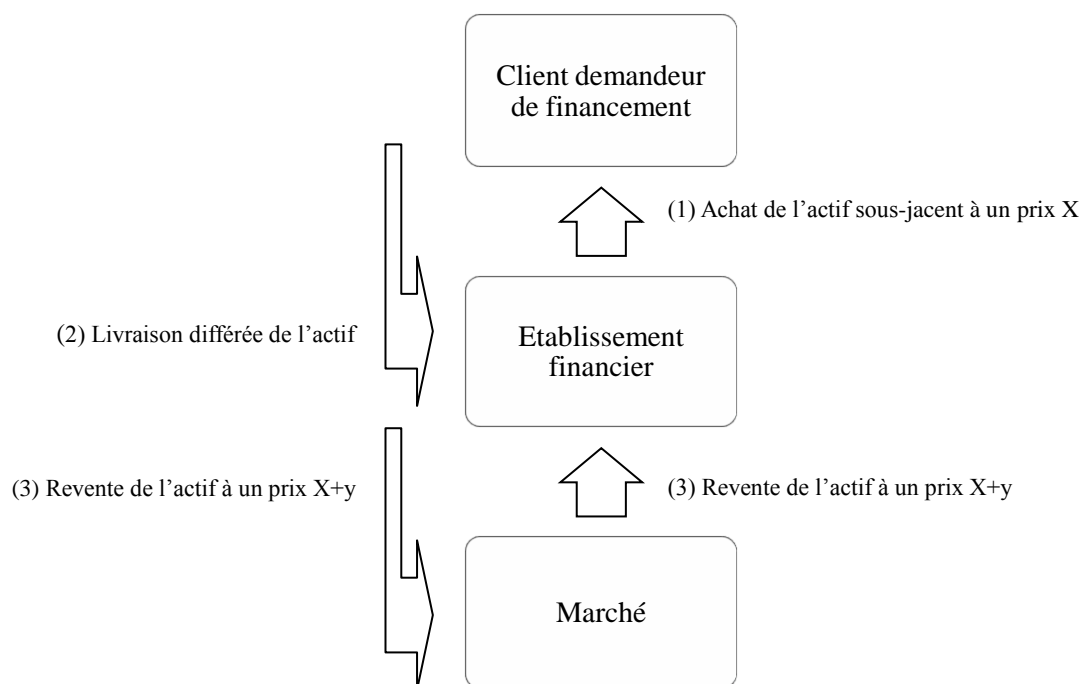 Client demandeur
de financement
(1) Achat de l’actif sous-jacent à un prix X
(2) Livraison différée de l’actif
Etablissement
financier
(3) Revente de l’actif à un prix X+y
(3) Revente de l’actif à un prix X+y
Marché